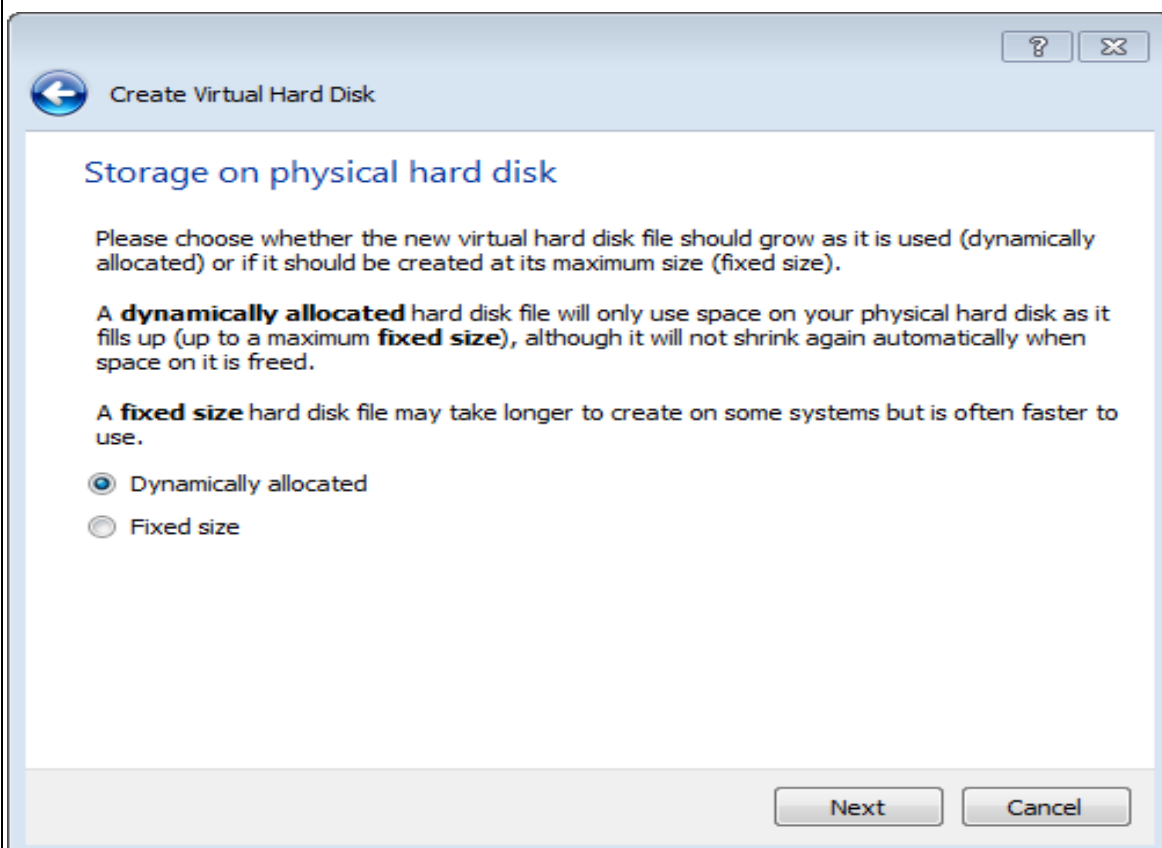 Create Virtual Hard Disk
Storage on physical hard disk
Please choose whether the new virtual hard disk file should grow as it is used (dynamically
allocated) or if it should be created at its maximum size (fixed size).
A dynamically allocated hard disk file will only use space on your physical hard disk as it
fills up (up to a maximum fixed size), although it will not shrink again automatically when
space on it is freed.
A fixed size hard disk file may take longer to create on some systems but is often faster to
use.
Dynamically allocated
Fixed size
Next
Cancel